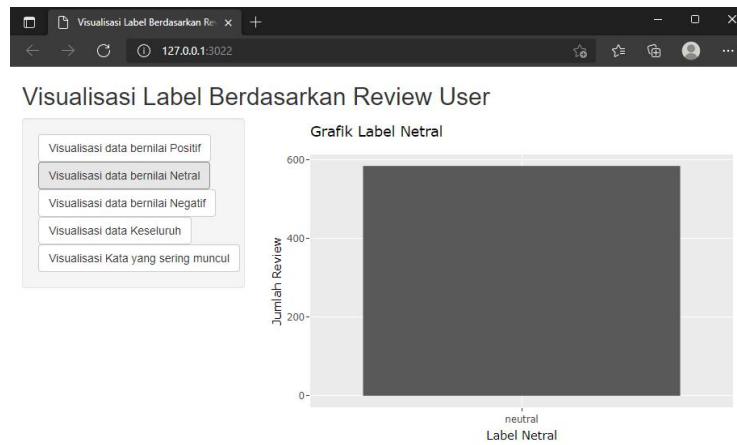 Visualisasi Label Berdasarkan Re
127.0.0.1:3022
Visualisasi Label Berdasarkan Review User
Visualisasi data bernilai Positif
Visualisasi data bernilai Netral
Visualisasi data bernilai Negatif
Visualisasi data Keseluruh
Visualisasi Kata yang sering muncul
Grafik Label Netral
600
400
200
0
Jumlah Review
neutral
Label Netral